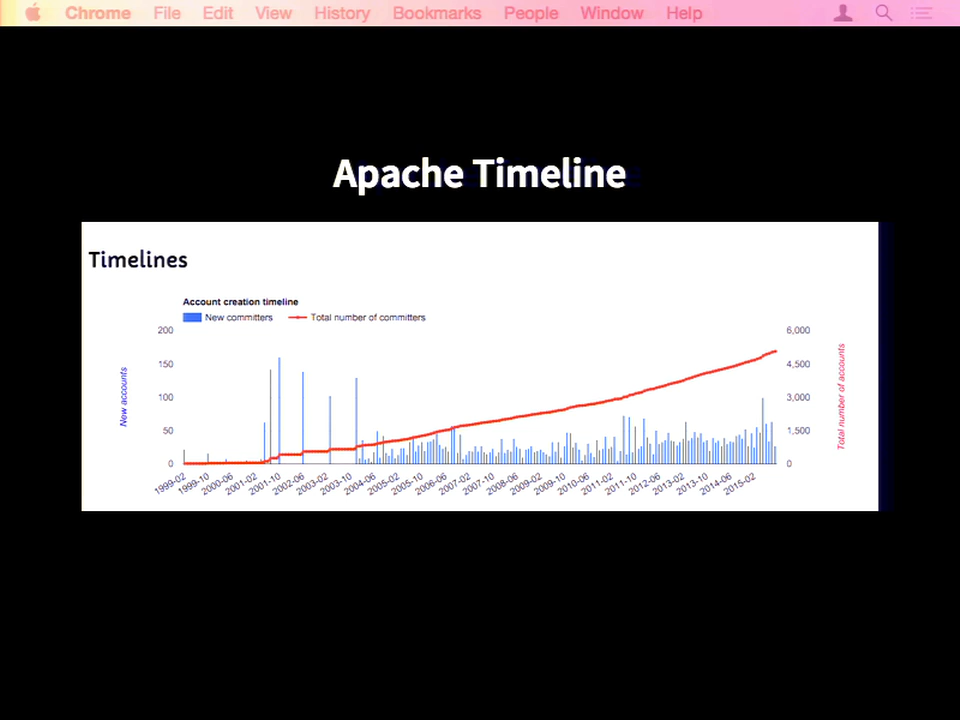 Chrome File Edit View History Bookmarks People Window Help
Apache Timeline
Timelines
Account creation timeline
New committers Total number of committers
200 6,000
150 4,500
100 3,000
50 1,500
0 0
New accounts
Total number of accounts
1999-02 1999-10 2000-06 2001-02 2001-10 2002-06 2003-02 2003-10 2004-06 2005-02 2005-10 2006-06 2007-02 2007-10 2008-06 2009-02 2009-10 2010-06 2011-02 2011-10 2012-06 2013-02 2013-10 2014-06 2015-02